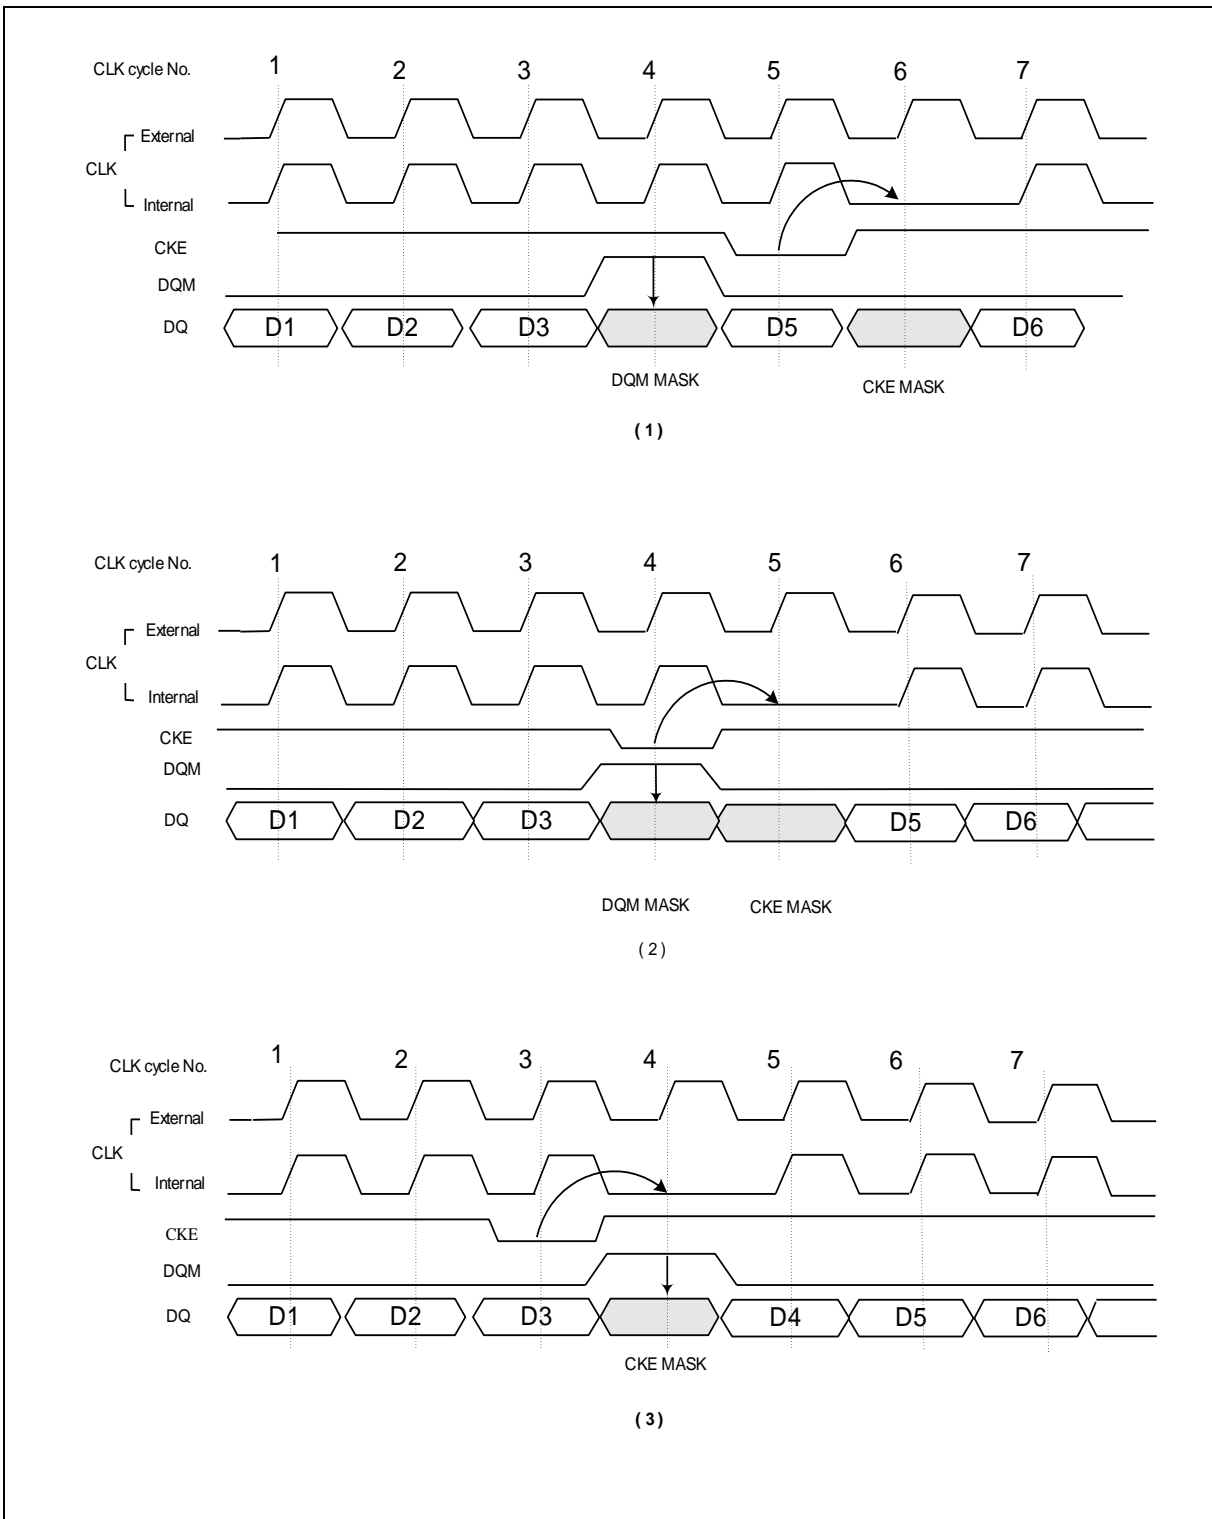 CLK cycle No. 1 2 3 4 5 6 7
External
CLK
Internal
CKE
DQM
DQ D1 D2 D3 D5 D6
DQM MASK CKE MASK
( 1 )
CLK cycle No. 1 2 3 4 5 6 7
External
CLK
Internal
CKE
DQM
DQ D1 D2 D3 D5 D6
DQM MASK CKE MASK
( 2 )
CLK cycle No. 1 2 3 4 5 6 7
External
CLK
Internal
CKE
DQM
DQ D1 D2 D3 D4 D5 D6
CKE MASK
( 3 )